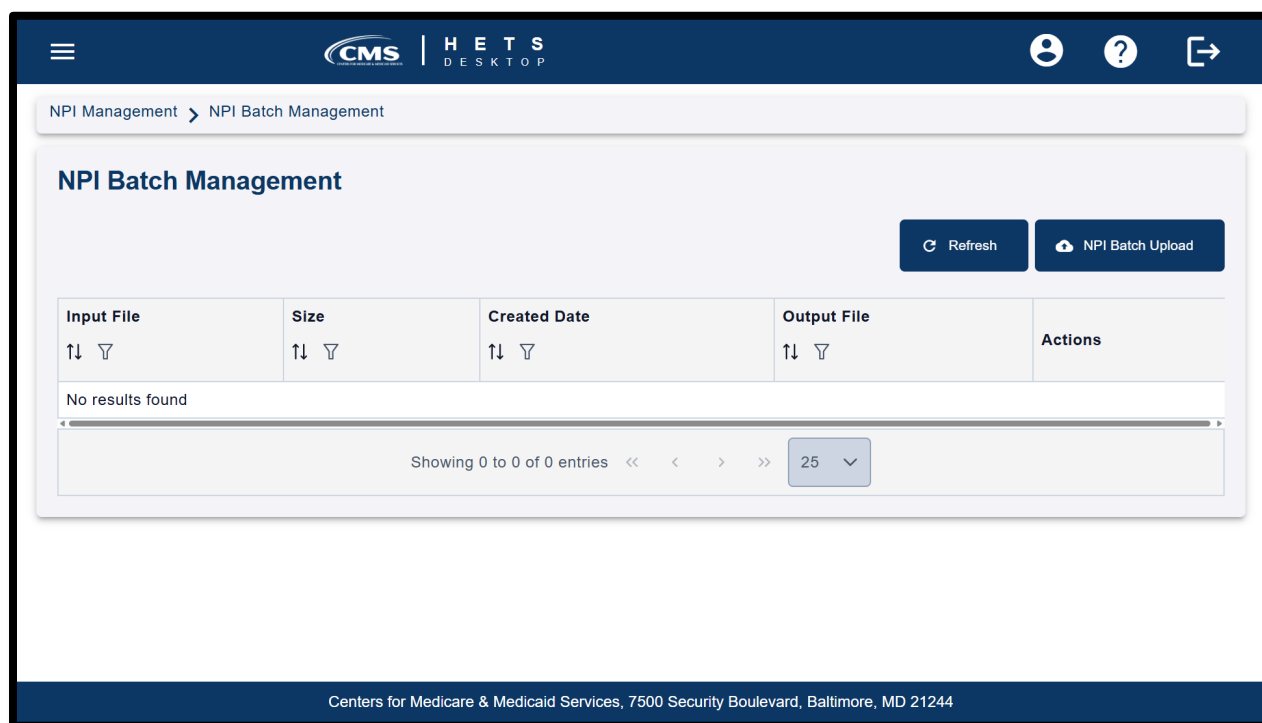 CMS
H E T S
D E S K T O P
NPI Management NPI Batch Management
NPI Batch Management
Refresh NPI Batch Upload
Input File Size Created Date Output File
Actions
No results found
Showing 0 to 0 of 0 entries 25
Centers for Medicare & Medicaid Services, 7500 Security Boulevard, Baltimore, MD 21244